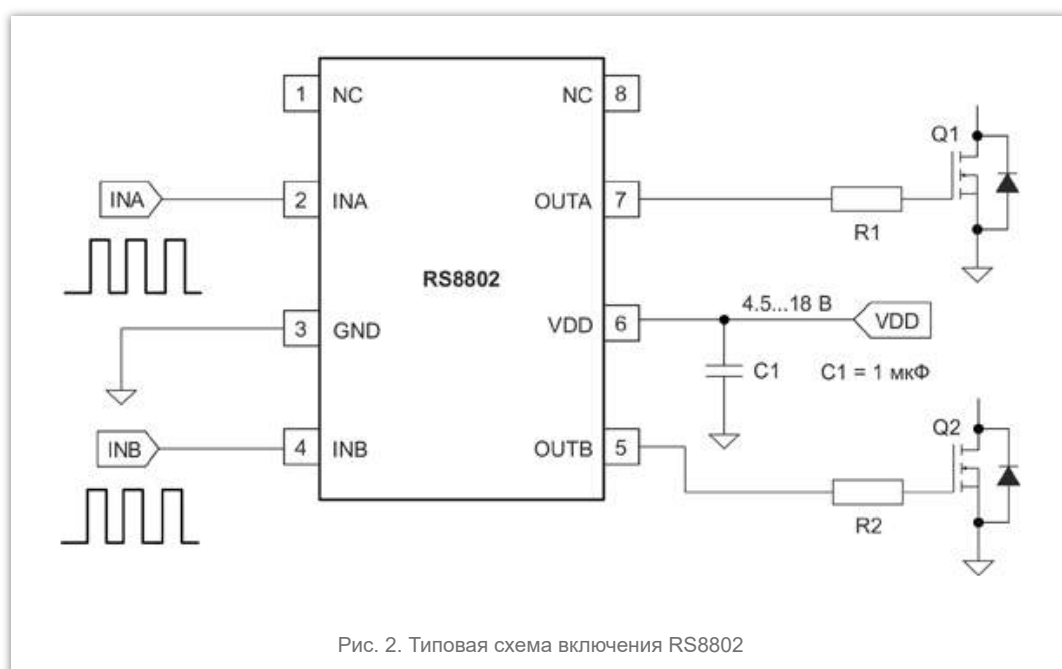 1 NC NC 8
Q1
INA 2 INA OUTA 7
R1
RS8802
4.5...18 В
3 GND VDD 6 VDD
C1 C1 = 1 мкФ
Q2
INB 4 INB OUTB 5
R2
Рис. 2. Типовая схема включения RS8802